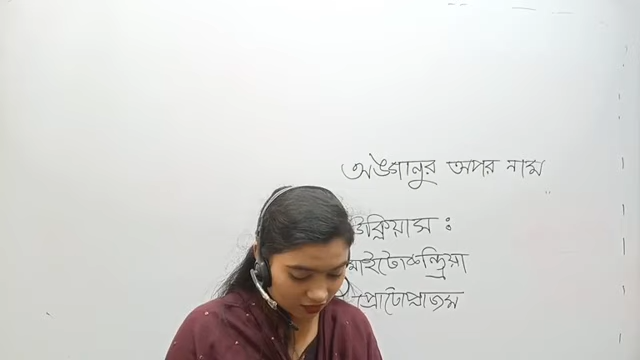 অঙ্গানুর অপর নাম
উক্লিয়াস :
মাইটোকন্ড্রিয়া
প্রোটোপ্লাজম